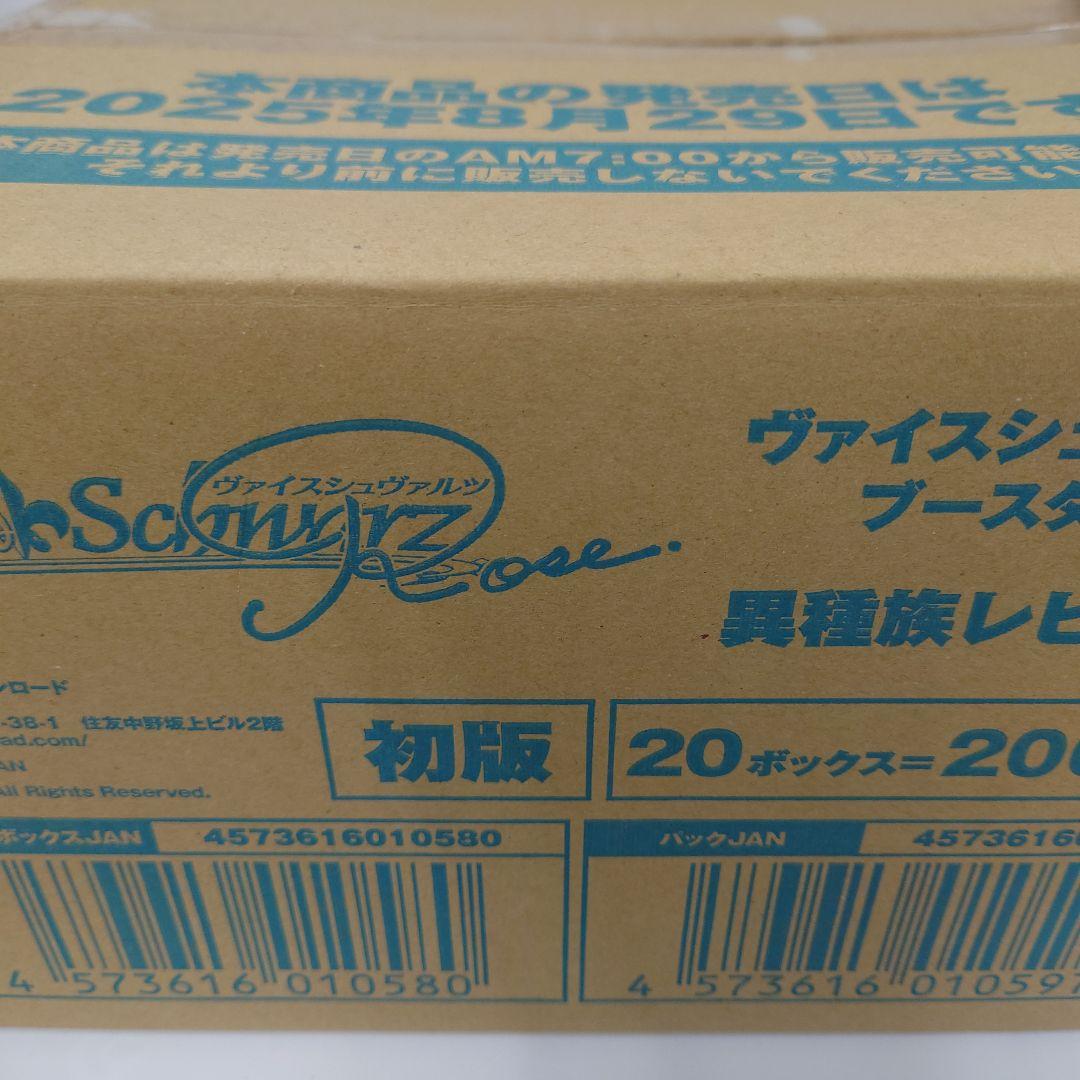 本商品の発売日は
2025年8月29日です
本商品は発売日のAM7:00から販売可能
それより前に販売しないでください
Schwarz
ヴァイスシュヴァルツ
Rose.
ヴァイスシュ
ブースタ
異種族レビ
ンロード
-38-1 住友中野坂上ビル2階
ad.com/
AN
All Rights Reserved.
初版
20ボックス=200
ボックスJAN 4573616010580
パックJAN 4573616
4 573616 010580
4 573616 010597